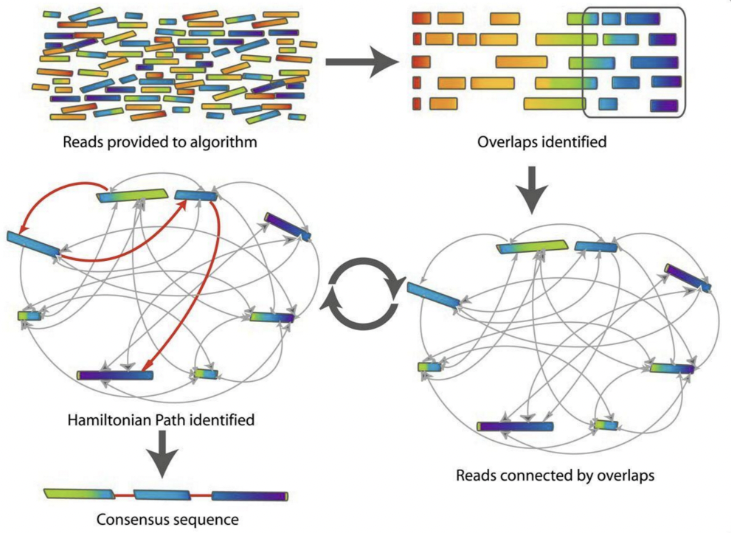 Reads provided to algorithm
Overlaps identified
Hamiltonian Path identified
Reads connected by overlaps
Consensus sequence